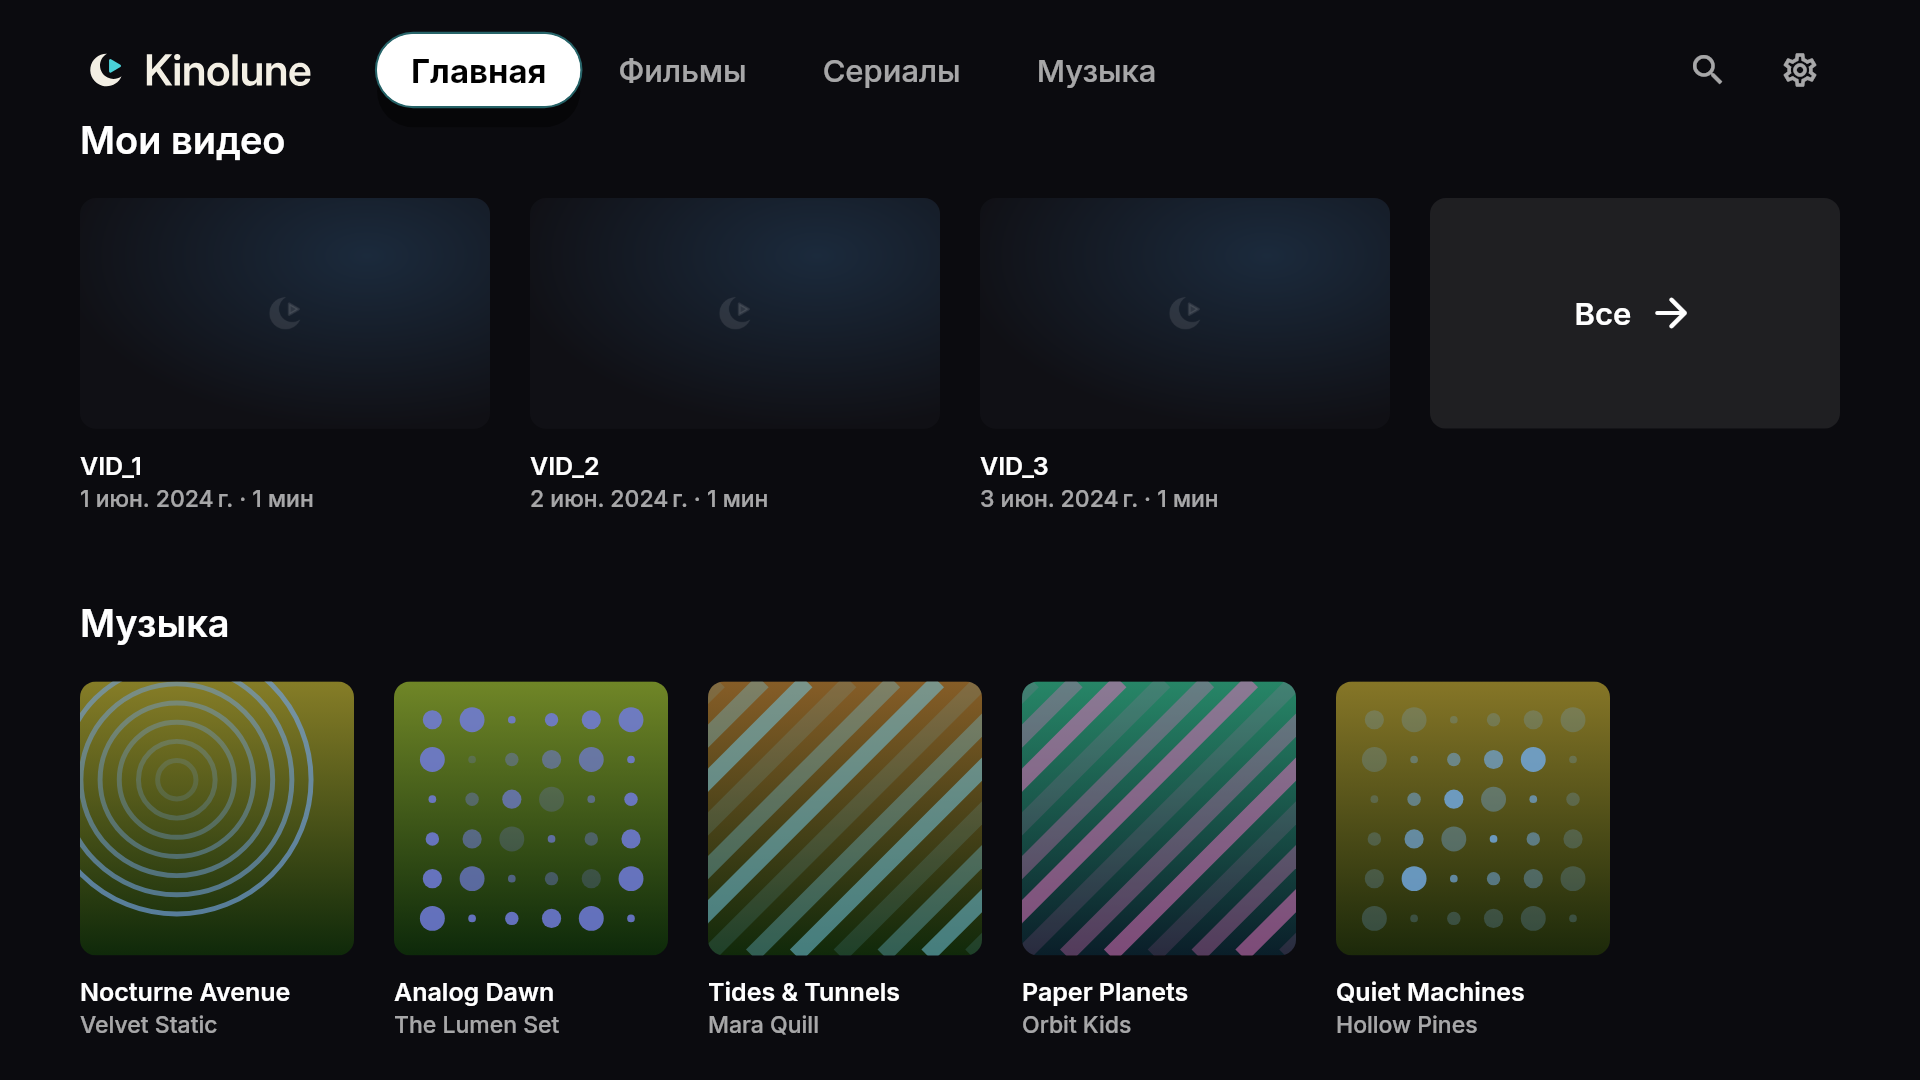 Kinolune
Главная
Фильмы
Сериалы
Музыка
Мои видео
Все
VID_1
1 июн. 2024 г. · 1 мин
VID_2
2 июн. 2024 г. · 1 мин
VID_3
3 июн. 2024 г. · 1 мин
Музыка
Nocturne Avenue
Velvet Static
Analog Dawn
The Lumen Set
Tides & Tunnels
Mara Quill
Paper Planets
Orbit Kids
Quiet Machines
Hollow Pines